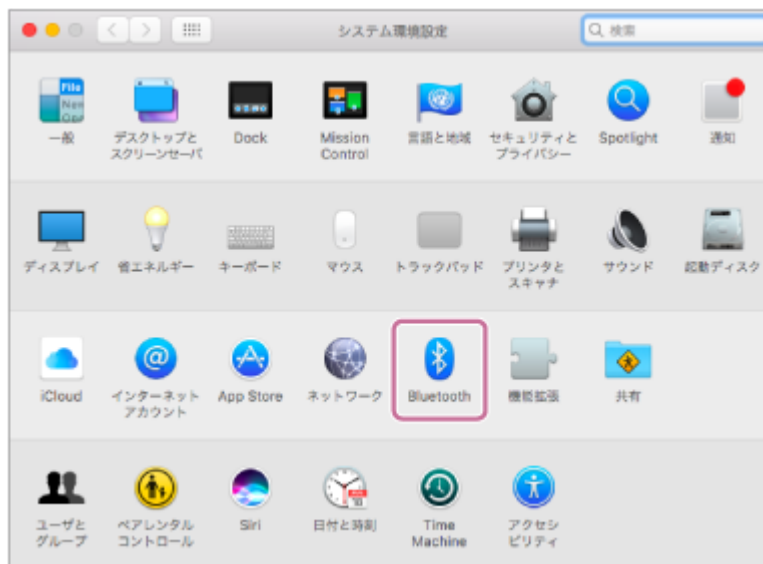 システム環境設定
検索
File
New
Ope
一般
デスクトップと
スクリーンセーバ
Dock
Mission
Control
言語と地域
セキュリティと
プライバシー
Spotlight
通知
ディスプレイ
省エネルギー
キーボード
マウス
トラックパッド
プリンタと
スキャナ
サウンド
起動ディスク
iCloud
インターネット
アカウント
App Store
ネットワーク
Bluetooth
機能拡張
共有
ユーザと
グループ
ペアレンタル
コントロール
Siri
日付と時刻
Time
Machine
アクセシ
ビリティ